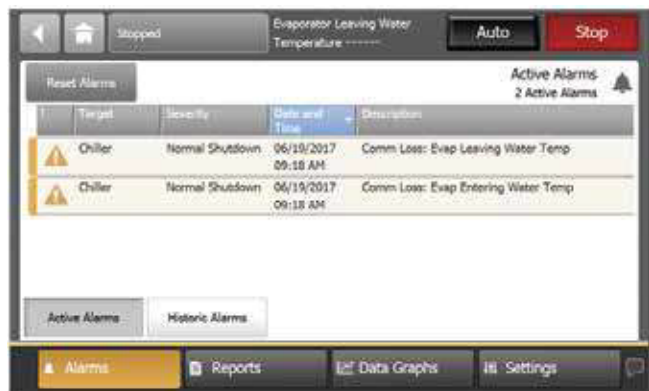 Stopped
Evaporator Leaving Water
Temperature ------
Auto
Stop
Reset Alarms
Active Alarms
2 Active Alarms
! Target Severity Date and Time Description
Chiller Normal Shutdown 06/19/2017 Comm Loss: Evap Leaving Water Temp
09:18 AM
Chiller Normal Shutdown 06/19/2017 Comm Loss: Evap Entering Water Temp
09:18 AM
Active Alarms Historic Alarms
Alarms Reports Data Graphs Settings